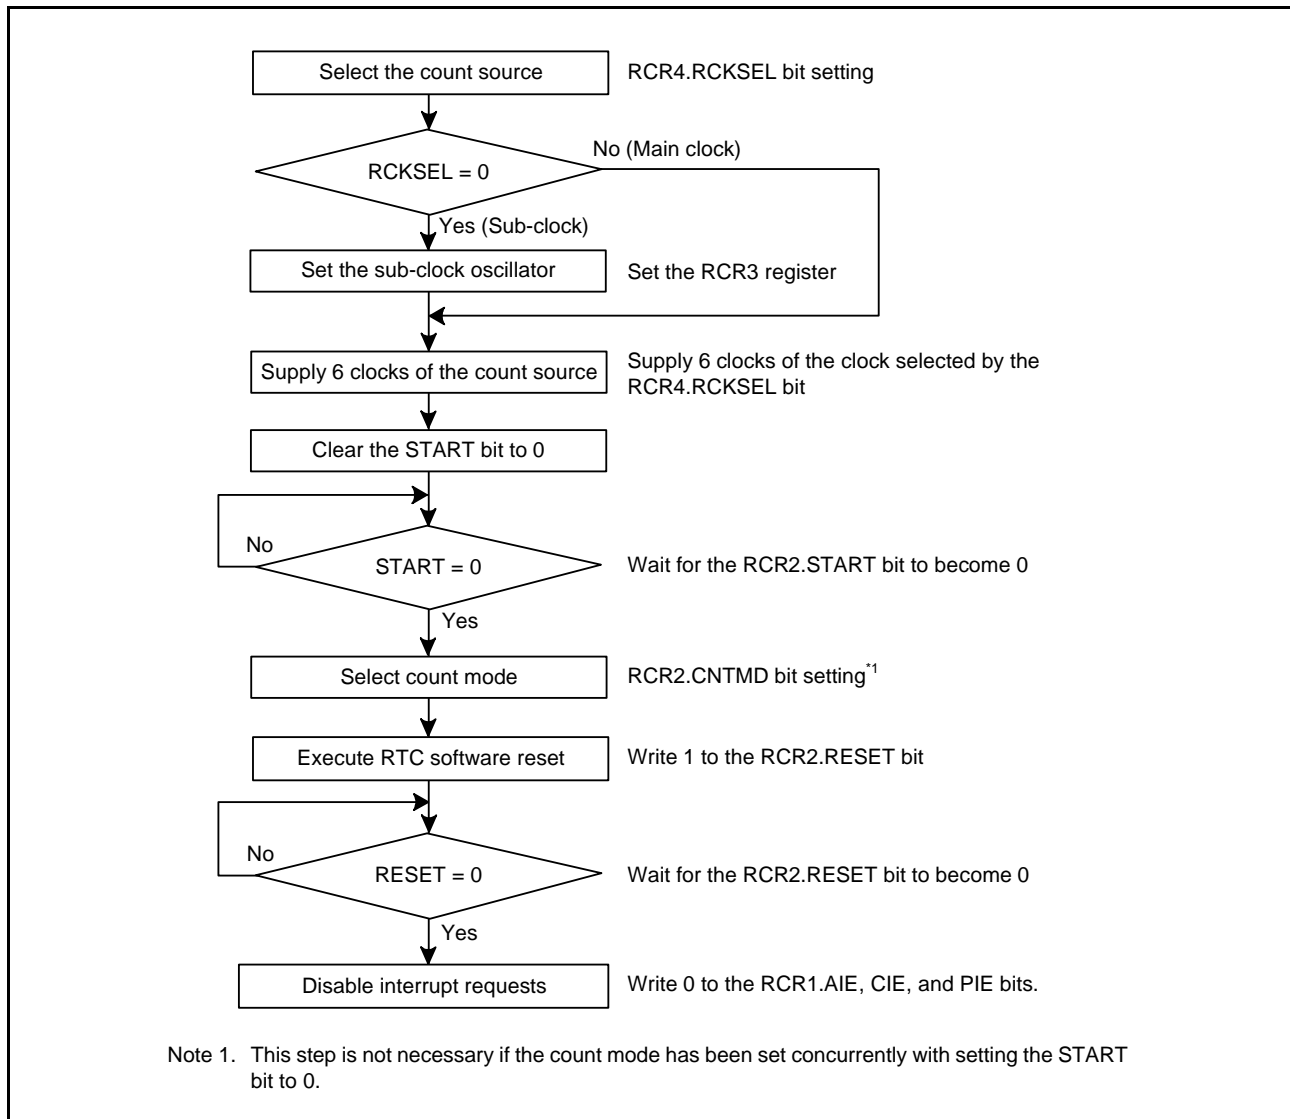 Select the count source
RCR4.RCKSEL bit setting
No (Main clock)
RCKSEL = 0
Yes (Sub-clock)
Set the sub-clock oscillator
Set the RCR3 register
Supply 6 clocks of the count source
Supply 6 clocks of the clock selected by the
RCR4.RCKSEL bit
Clear the START bit to 0
No
START = 0
Wait for the RCR2.START bit to become 0
Yes
Select count mode
RCR2.CNTMD bit setting*1
Execute RTC software reset
Write 1 to the RCR2.RESET bit
No
RESET = 0
Wait for the RCR2.RESET bit to become 0
Yes
Disable interrupt requests
Write 0 to the RCR1.AIE, CIE, and PIE bits.
Note 1. This step is not necessary if the count mode has been set concurrently with setting the START
bit to 0.